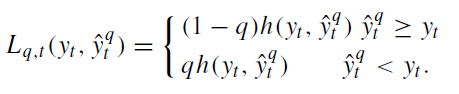 L_{q,t}(y_t, ŷ_t^q) = { (1 − q)h(y_t, ŷ_t^q) ŷ_t^q ≥ y_t
qh(y_t, ŷ_t^q) ŷ_t^q < y_t.